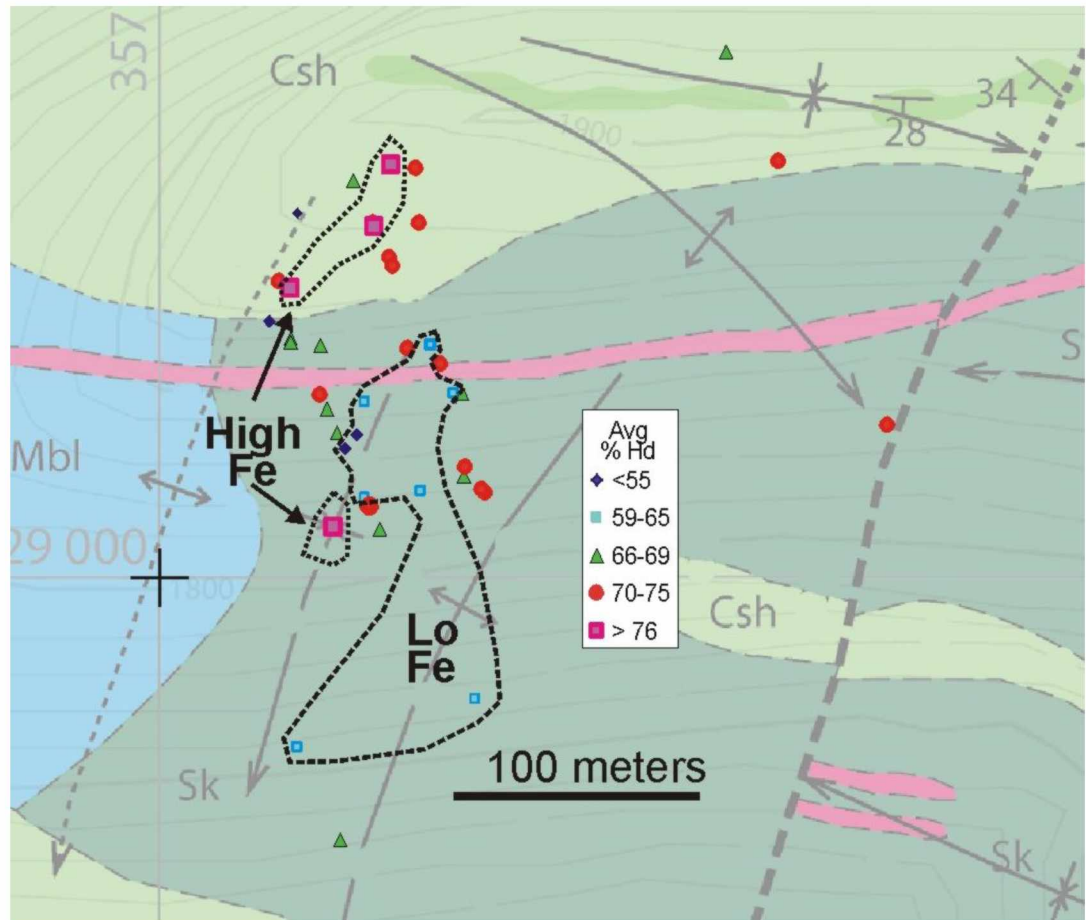 357
Csh
1900
34
28
S
High
Fe
Mbl
Avg
% Hd
<55
59-65
66-69
70-75
> 76
29 000
1800
Csh
Lo
Fe
100 meters
Sk
Sk